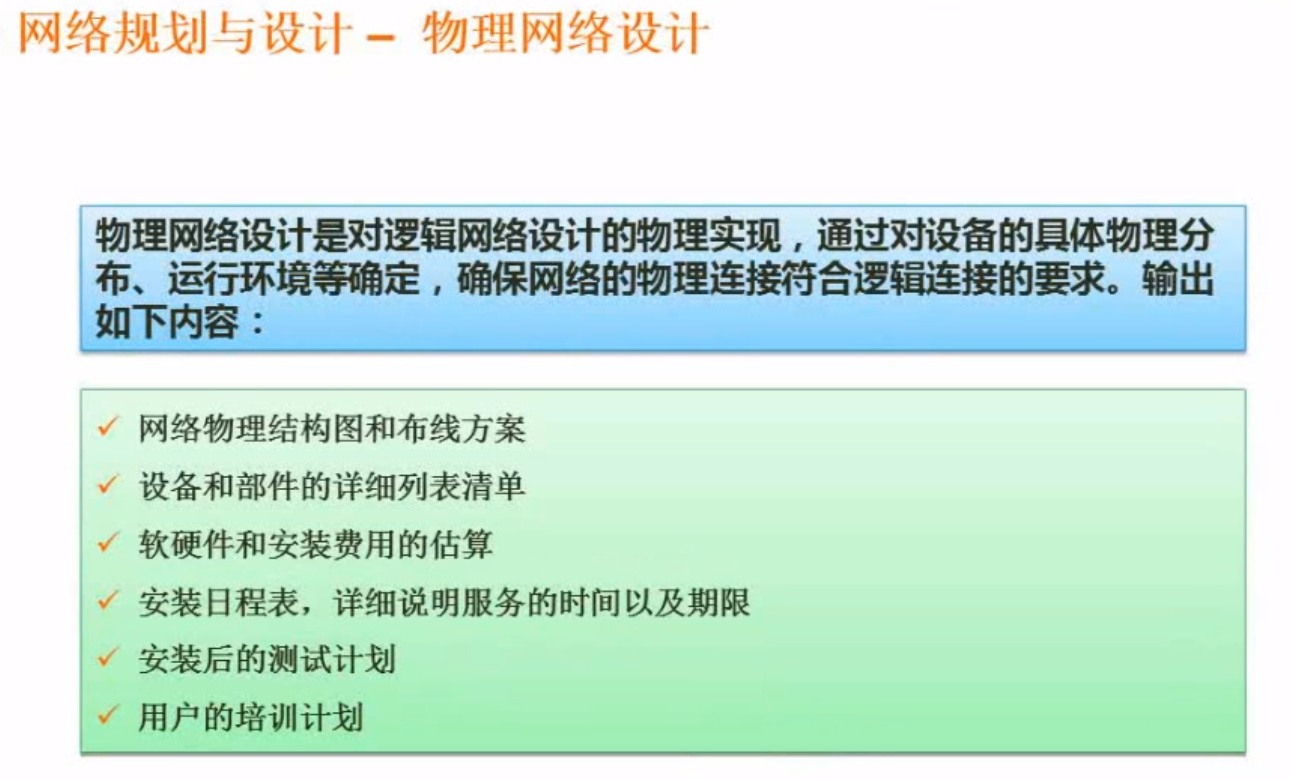 网络规划与设计 – 物理网络设计
物理网络设计是对逻辑网络设计的物理实现，通过对设备的具体物理分
布、运行环境等确定，确保网络的物理连接符合逻辑连接的要求。输出
如下内容：
✓ 网络物理结构图和布线方案
✓ 设备和部件的详细列表清单
✓ 软硬件和安装费用的估算
✓ 安装日程表，详细说明服务的时间以及期限
✓ 安装后的测试计划
✓ 用户的培训计划